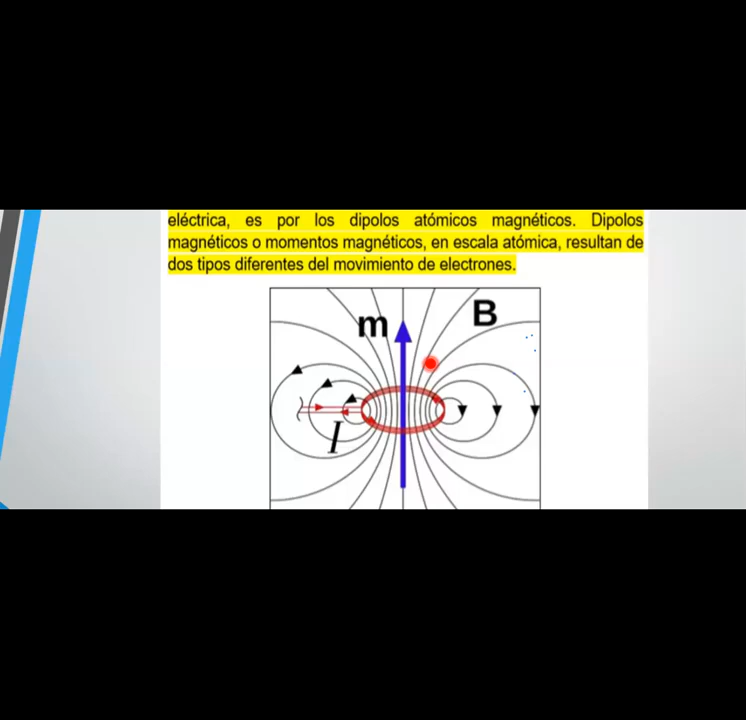 eléctrica, es por los dipolos atómicos magnéticos. Dipolos
magnéticos o momentos magnéticos, en escala atómica, resultan de
dos tipos diferentes del movimiento de electrones.
m
B
I